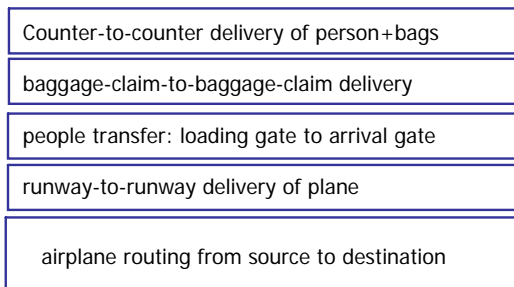 Counter-to-counter delivery of person+bags
baggage-claim-to-baggage-claim delivery
people transfer: loading gate to arrival gate
runway-to-runway delivery of plane
airplane routing from source to destination